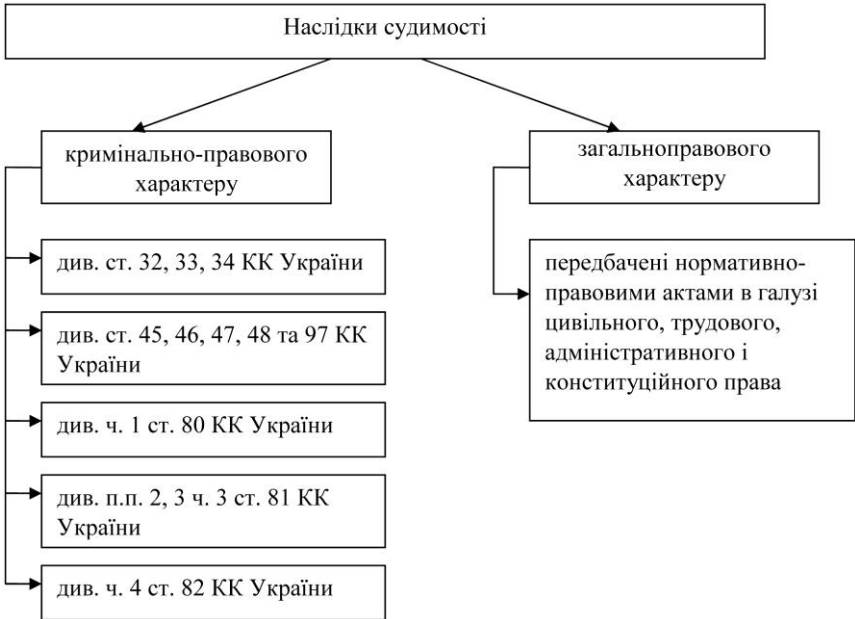 Наслідки судимості
кримінально-правового
характеру
див. ст. 32, 33, 34 КК України
див. ст. 45, 46, 47, 48 та 97 КК
України
див. ч. 1 ст. 80 КК України
див. п.п. 2, 3 ч. 3 ст. 81 КК
України
див. ч. 4 ст. 82 КК України
загальноправового
характеру
передбачені нормативно-
правовими актами в галузі
цивільного, трудового,
адміністративного і
конституційного права